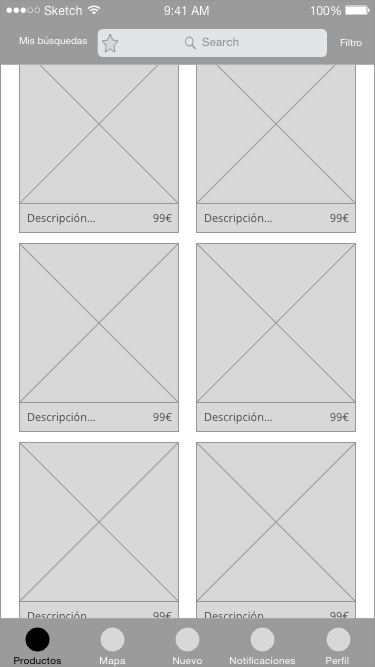 Sketch 9:41 AM 100%
Mis búsquedas Search Filtro
Descripción... 99€ Descripción... 99€
Descripción... 99€ Descripción... 99€
Descripción... 99€ Descripción... 99€
Productos Mapa Nuevo Notificaciones Perfil